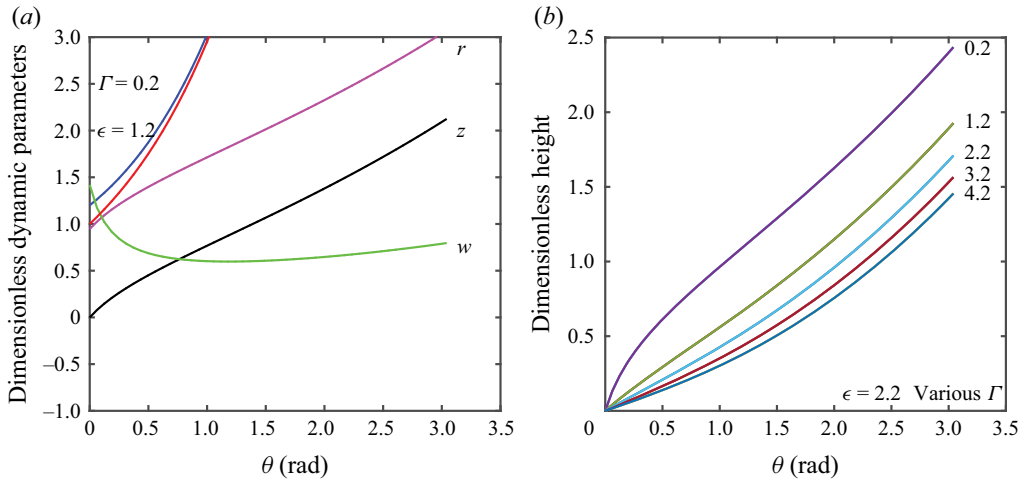 (a)
3.0
2.5
2.0
1.5
1.0
0.5
0
–0.5
–1.0
Dimensionless dynamic parameters
Γ = 0.2
ϵ = 1.2
r
z
w
0 0.5 1.0 1.5 2.0 2.5 3.0 3.5
θ (rad)
(b)
2.5
2.0
1.5
1.0
0.5
0
Dimensionless height
0.2
1.2
2.2
3.2
4.2
ϵ = 2.2 Various Γ
0.5 1.0 1.5 2.0 2.5 3.0 3.5
θ (rad)